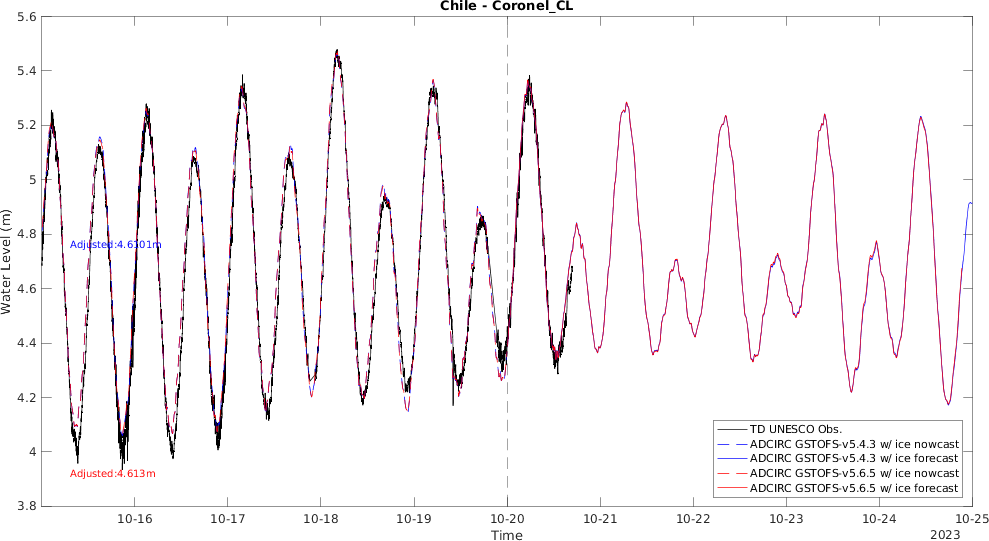 Chile - Coronel_CL
5.6
5.4
5.2
5
4.8
4.6
4.4
4.2
4
3.8
Water Level (m)
Adjusted:4.6301m
Adjusted:4.613m
TD UNESCO Obs.
ADCIRC GSTOFS-v5.4.3 w/ ice nowcast
ADCIRC GSTOFS-v5.4.3 w/ ice forecast
ADCIRC GSTOFS-v5.6.5 w/ ice nowcast
ADCIRC GSTOFS-v5.6.5 w/ ice forecast
10-16 10-17 10-18 10-19 10-20 10-21 10-22 10-23 10-24 10-25
Time
2023